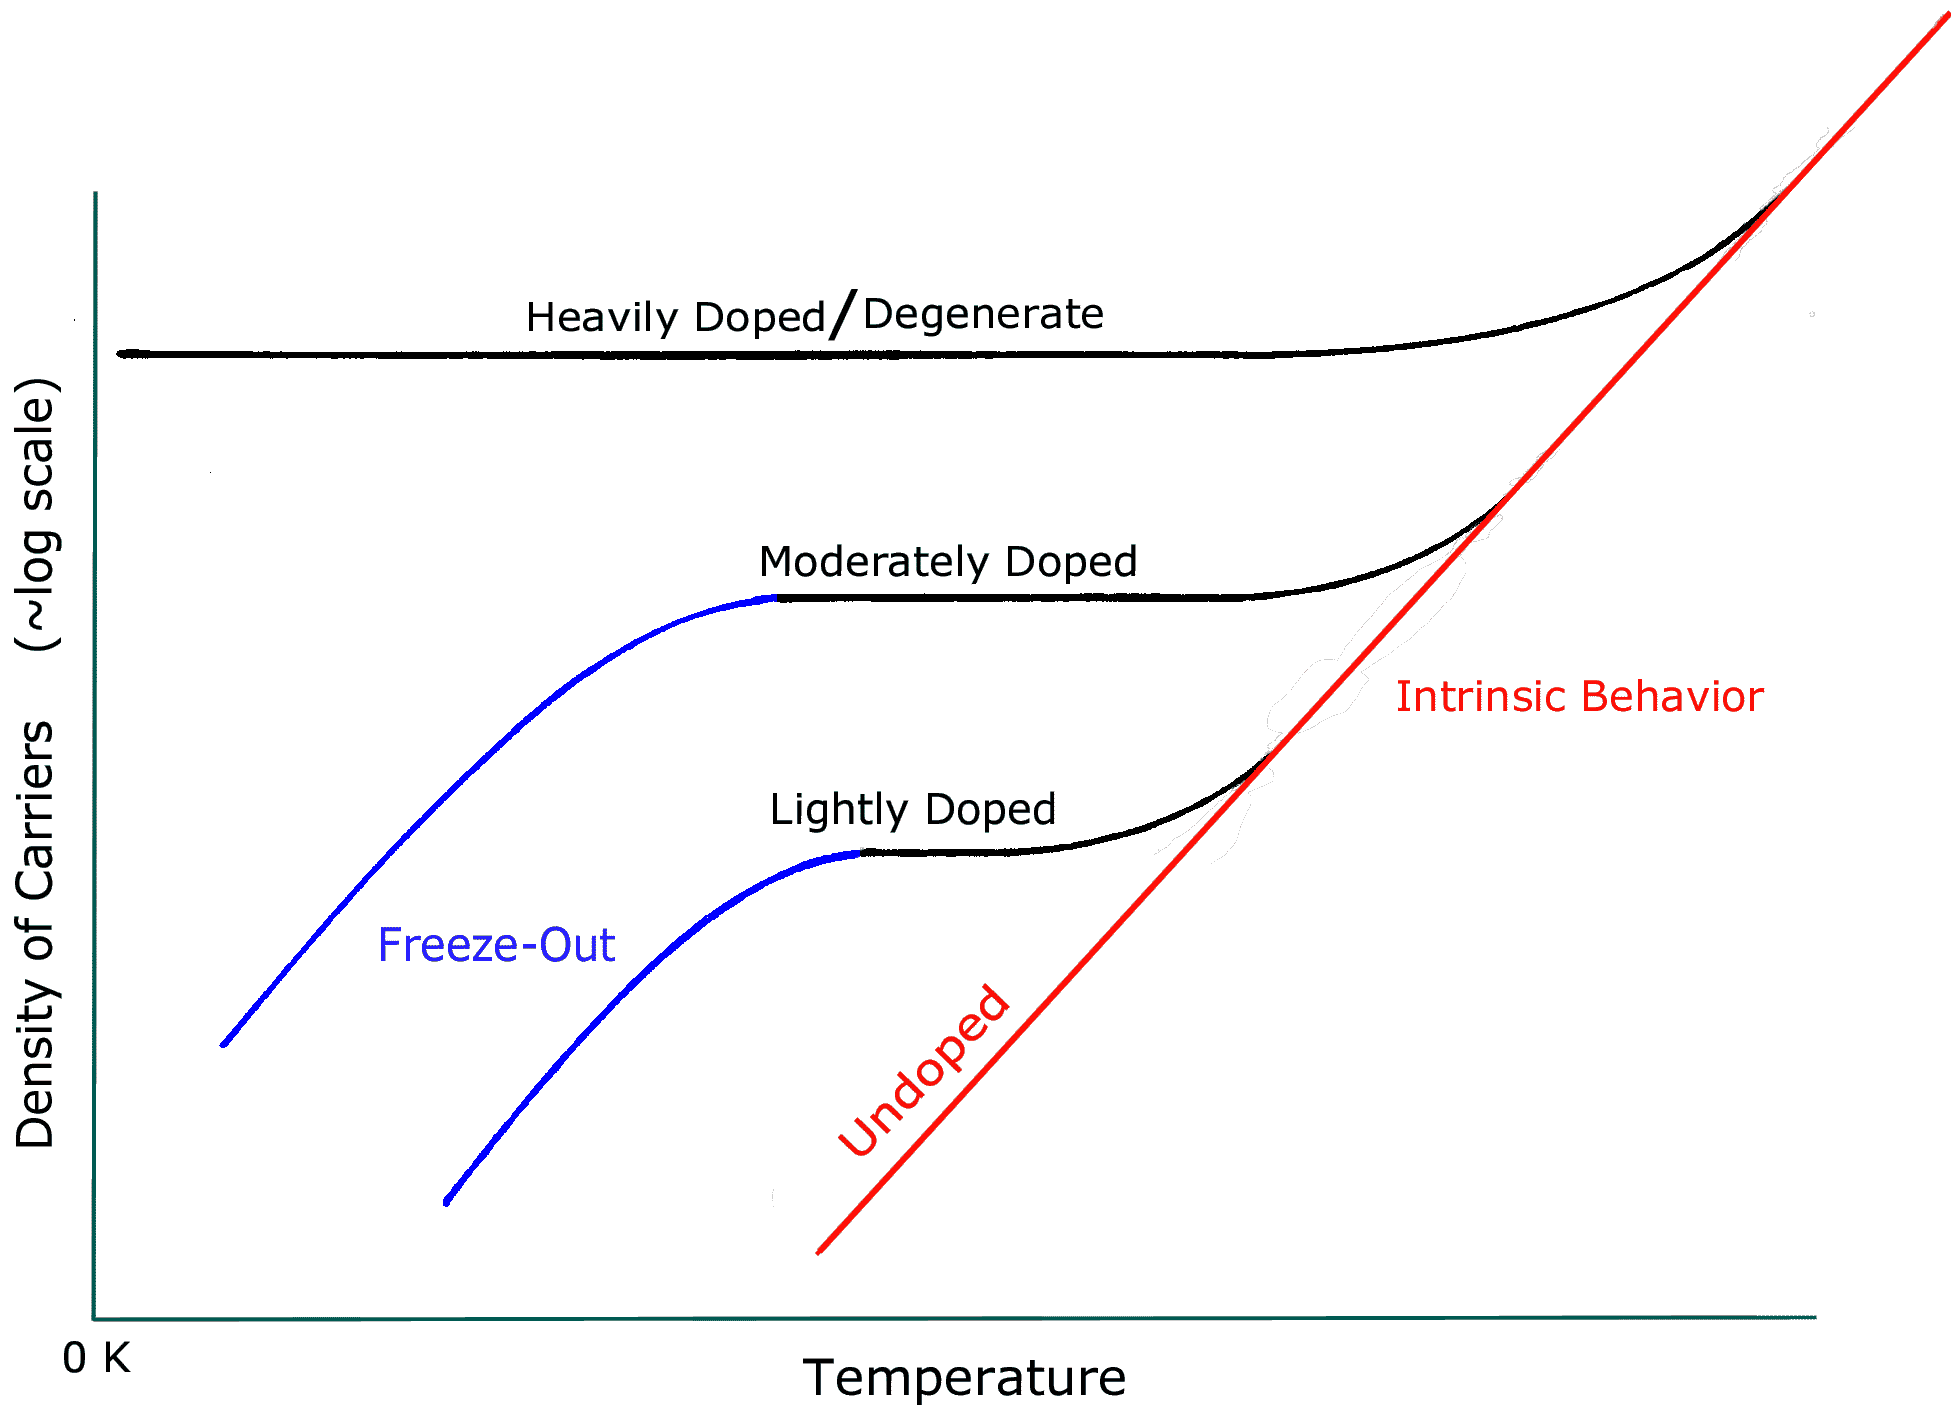 Heavily Doped/Degenerate
Density of Carriers (~log scale)
Moderately Doped
Intrinsic Behavior
Lightly Doped
Freeze-Out
Undoped
0 K
Temperature